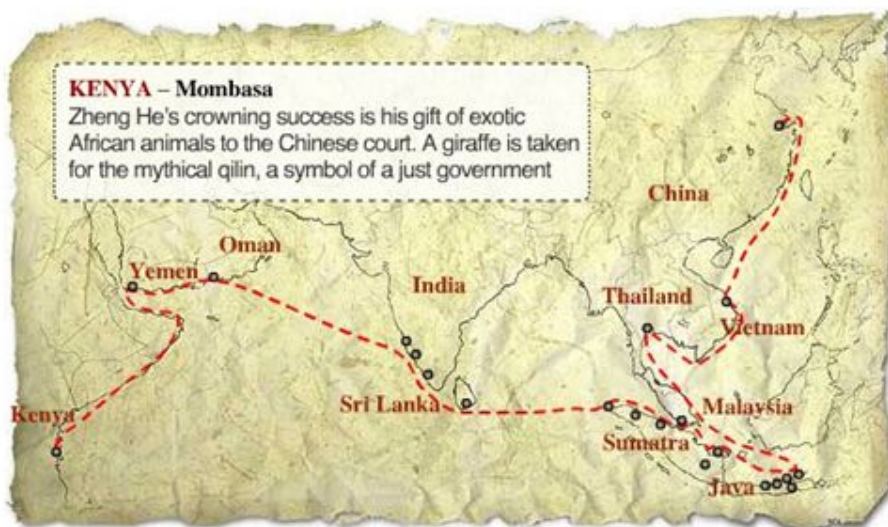 KENYA – Mombasa
Zheng He's crowning success is his gift of exotic
African animals to the Chinese court. A giraffe is taken
for the mythical qilin, a symbol of a just government
China
Oman
Yemen
India
Thailand
Vietnam
Kenya
Sri Lanka
Malaysia
Sumatra
Java